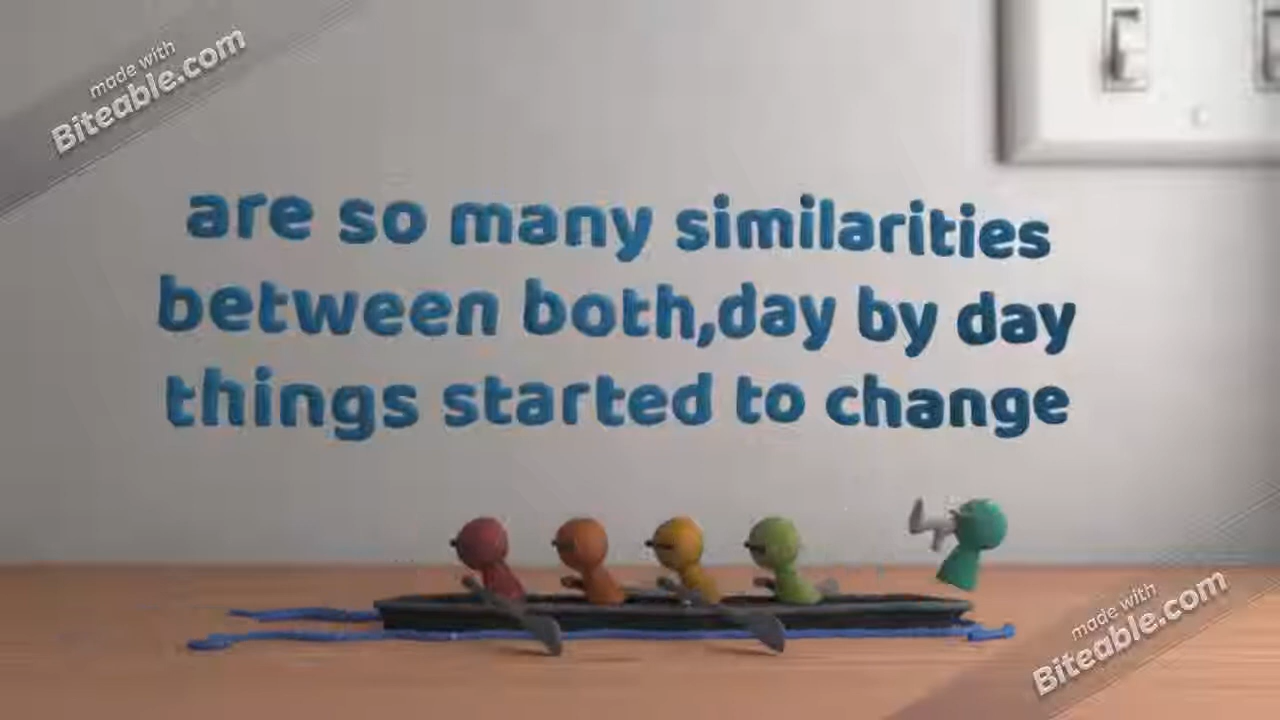 made with
Biteable.com
are so many similarities
between both,day by day
things started to change
made with
Biteable.com